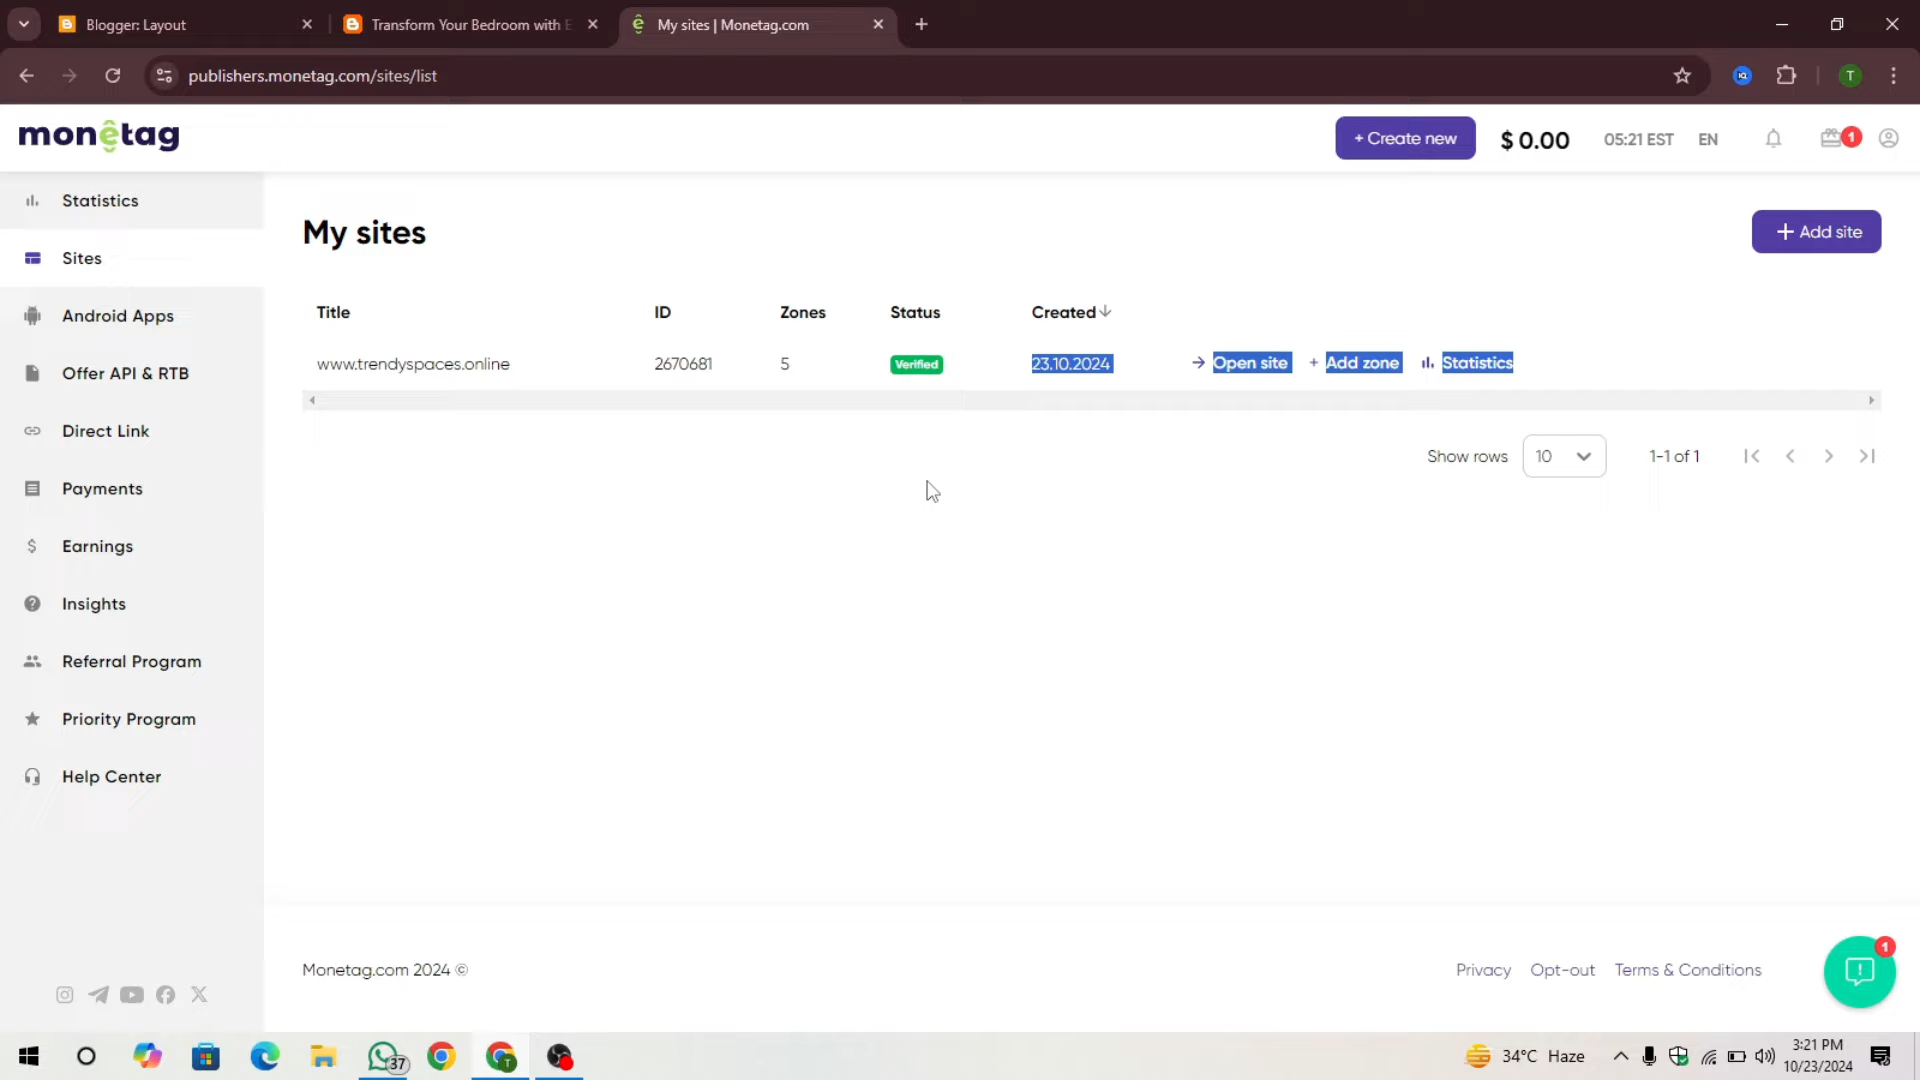 Blogger: Layout
Transform Your Bedroom with E
My sites | Monetag.com
publishers.monetag.com/sites/list
T
monetag
+ Create new
$ 0.00
05:21 EST
EN
1
Statistics
Sites
Android Apps
Offer API & RTB
Direct Link
Payments
Earnings
Insights
Referral Program
Priority Program
Help Center
My sites
+ Add site
Title ID Zones Status Created
www.trendyspaces.online 2670681 5 Verified 23.10.2024 Open site + Add zone Statistics
Show rows 10 1-1 of 1
Monetag.com 2024 ©
Privacy Opt-out Terms & Conditions
1
37
T
34°C Haze
3:21 PM
10/23/2024